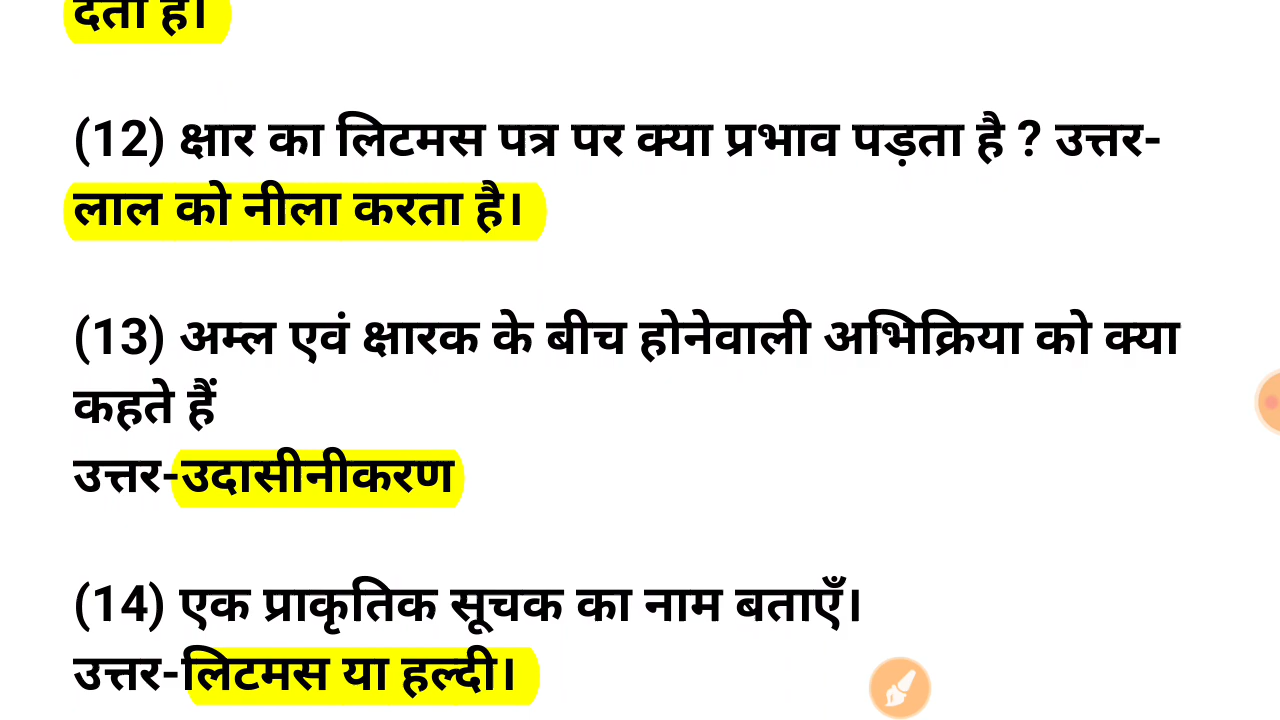 देता है।
(12) क्षार का लिटमस पत्र पर क्या प्रभाव पड़ता है ? उत्तर-
लाल को नीला करता है।
(13) अम्ल एवं क्षारक के बीच होनेवाली अभिक्रिया को क्या
कहते हैं
उत्तर-उदासीनीकरण
(14) एक प्राकृतिक सूचक का नाम बताएँ।
उत्तर-लिटमस या हल्दी।